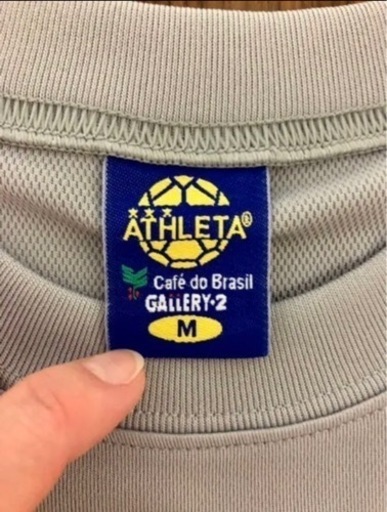 ATHLETA®
Café do Brasil
GALLERY·2
M